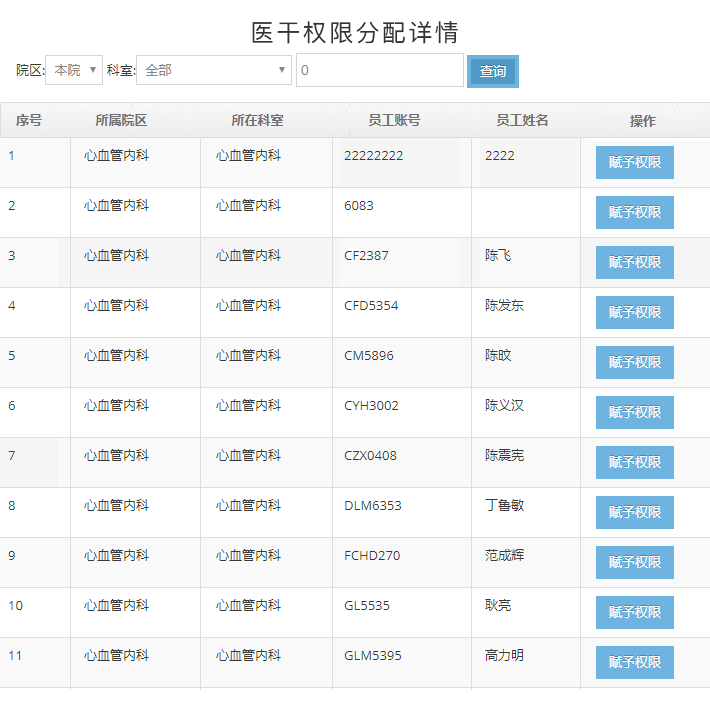 医干权限分配详情
院区: 本院 ▼ 科室: 全部 ▼ 0 查询
序号 所属院区 所在科室 员工账号 员工姓名 操作
1 心血管内科 心血管内科 22222222 2222 赋予权限
2 心血管内科 心血管内科 6083 赋予权限
3 心血管内科 心血管内科 CF2387 陈飞 赋予权限
4 心血管内科 心血管内科 CFD5354 陈发东 赋予权限
5 心血管内科 心血管内科 CM5896 陈旼 赋予权限
6 心血管内科 心血管内科 CYH3002 陈义汉 赋予权限
7 心血管内科 心血管内科 CZX0408 陈震宪 赋予权限
8 心血管内科 心血管内科 DLM6353 丁鲁敏 赋予权限
9 心血管内科 心血管内科 FCHD270 范成辉 赋予权限
10 心血管内科 心血管内科 GL5535 耿亮 赋予权限
11 心血管内科 心血管内科 GLM5395 高力明 赋予权限